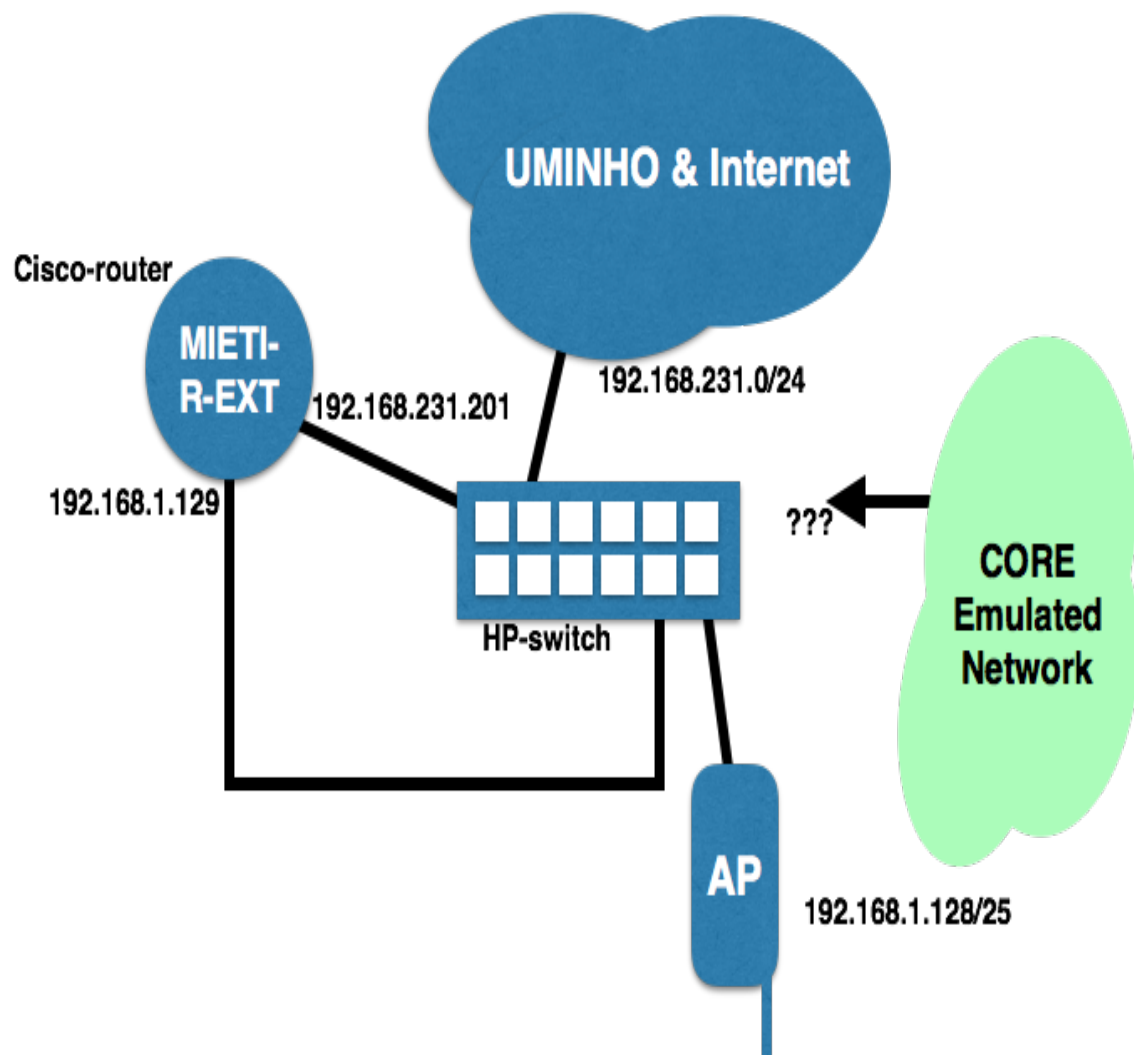 UMINHO & Internet
Cisco-router
MIETI-
R-EXT
192.168.231.0/24
192.168.231.201
192.168.1.129
???
CORE
Emulated
Network
HP-switch
AP
192.168.1.128/25